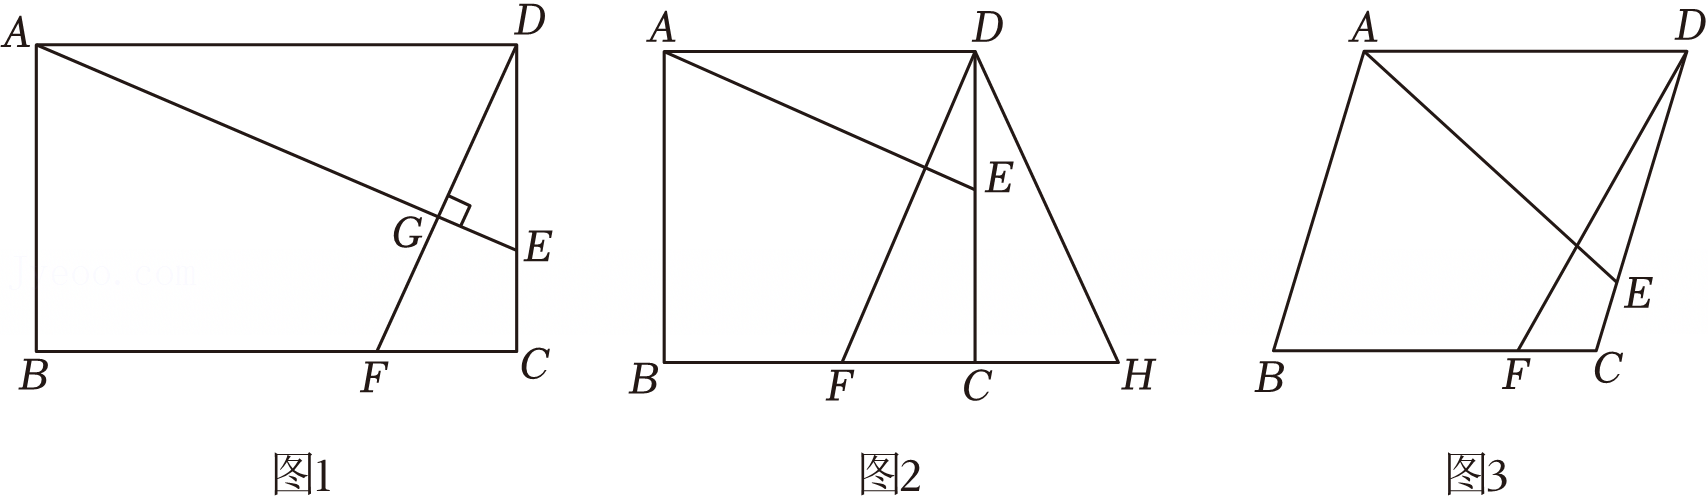 A D G E B F C
A D E B F C H
A D E B F C
图1 图2 图3